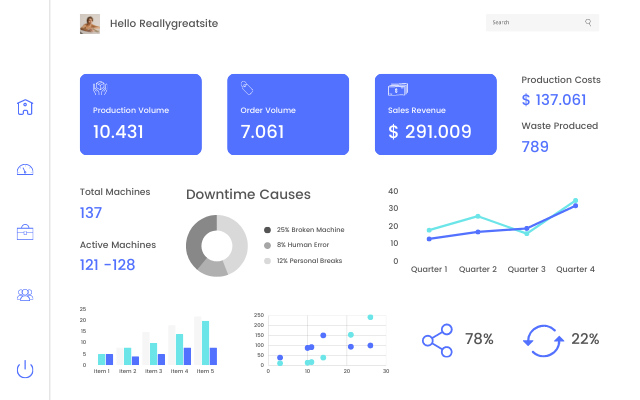 Hello Reallygreatsite
Search
Production Volume
10.431
Order Volume
7.061
Sales Revenue
$ 291.009
Production Costs
$ 137.061
Waste Produced
789
Total Machines
137
Active Machines
121 -128
Downtime Causes
25% Broken Machine
8% Human Error
12% Personal Breaks
40
30
20
10
0
Quarter 1 Quarter 2 Quarter 3 Quarter 4
25
20
15
10
5
0
Item 1 Item 2 Item 3 Item 4 Item 5
250
200
150
100
50
0
0 10 20 30
78%
22%